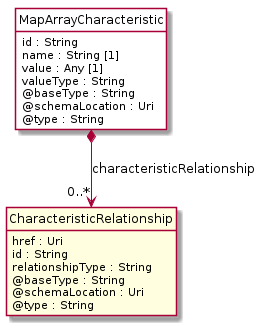 MapArrayCharacteristic
id : String
name : String [1]
value : Any [1]
valueType : String
@baseType : String
@schemaLocation : Uri
@type : String
characteristicRelationship
0..*
CharacteristicRelationship
href : Uri
id : String
relationshipType : String
@baseType : String
@schemaLocation : Uri
@type : String